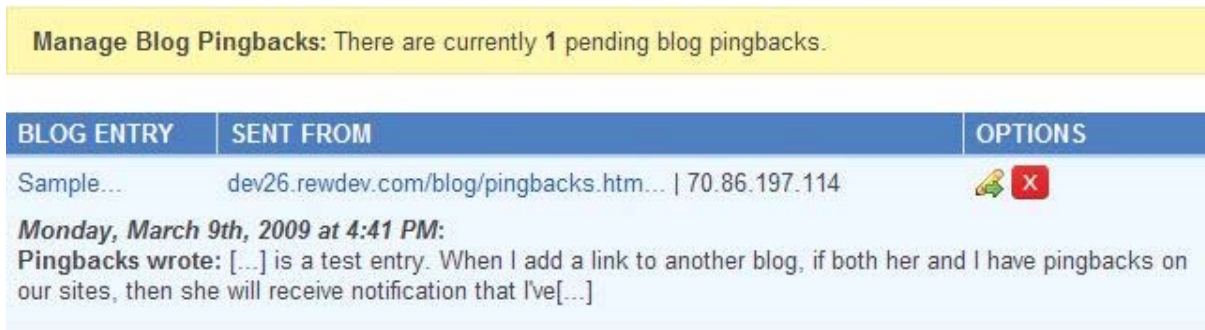 Manage Blog Pingbacks: There are currently 1 pending blog pingbacks.
BLOG ENTRY SENT FROM OPTIONS
Sample... dev26.rewdev.com/blog/pingbacks.htm... | 70.86.197.114 X
Monday, March 9th, 2009 at 4:41 PM:
Pingbacks wrote: [...] is a test entry. When I add a link to another blog, if both her and I have pingbacks on
our sites, then she will receive notification that I've[...]